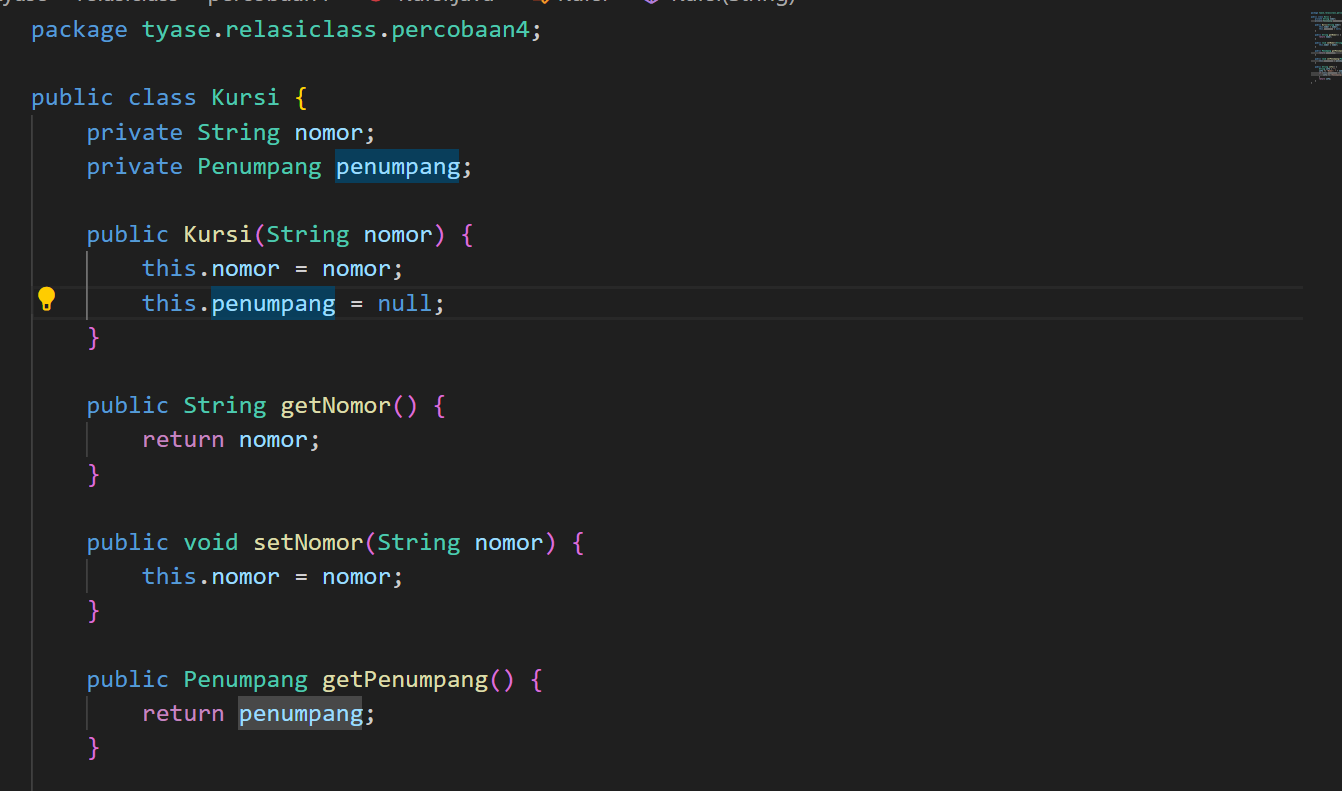 package tyase.relasiclass.percobaan4;
public class Kursi {
private String nomor;
private Penumpang penumpang;
public Kursi(String nomor) {
this.nomor = nomor;
this.penumpang = null;
}
public String getNomor() {
return nomor;
}
public void setNomor(String nomor) {
this.nomor = nomor;
}
public Penumpang getPenumpang() {
return penumpang;
}